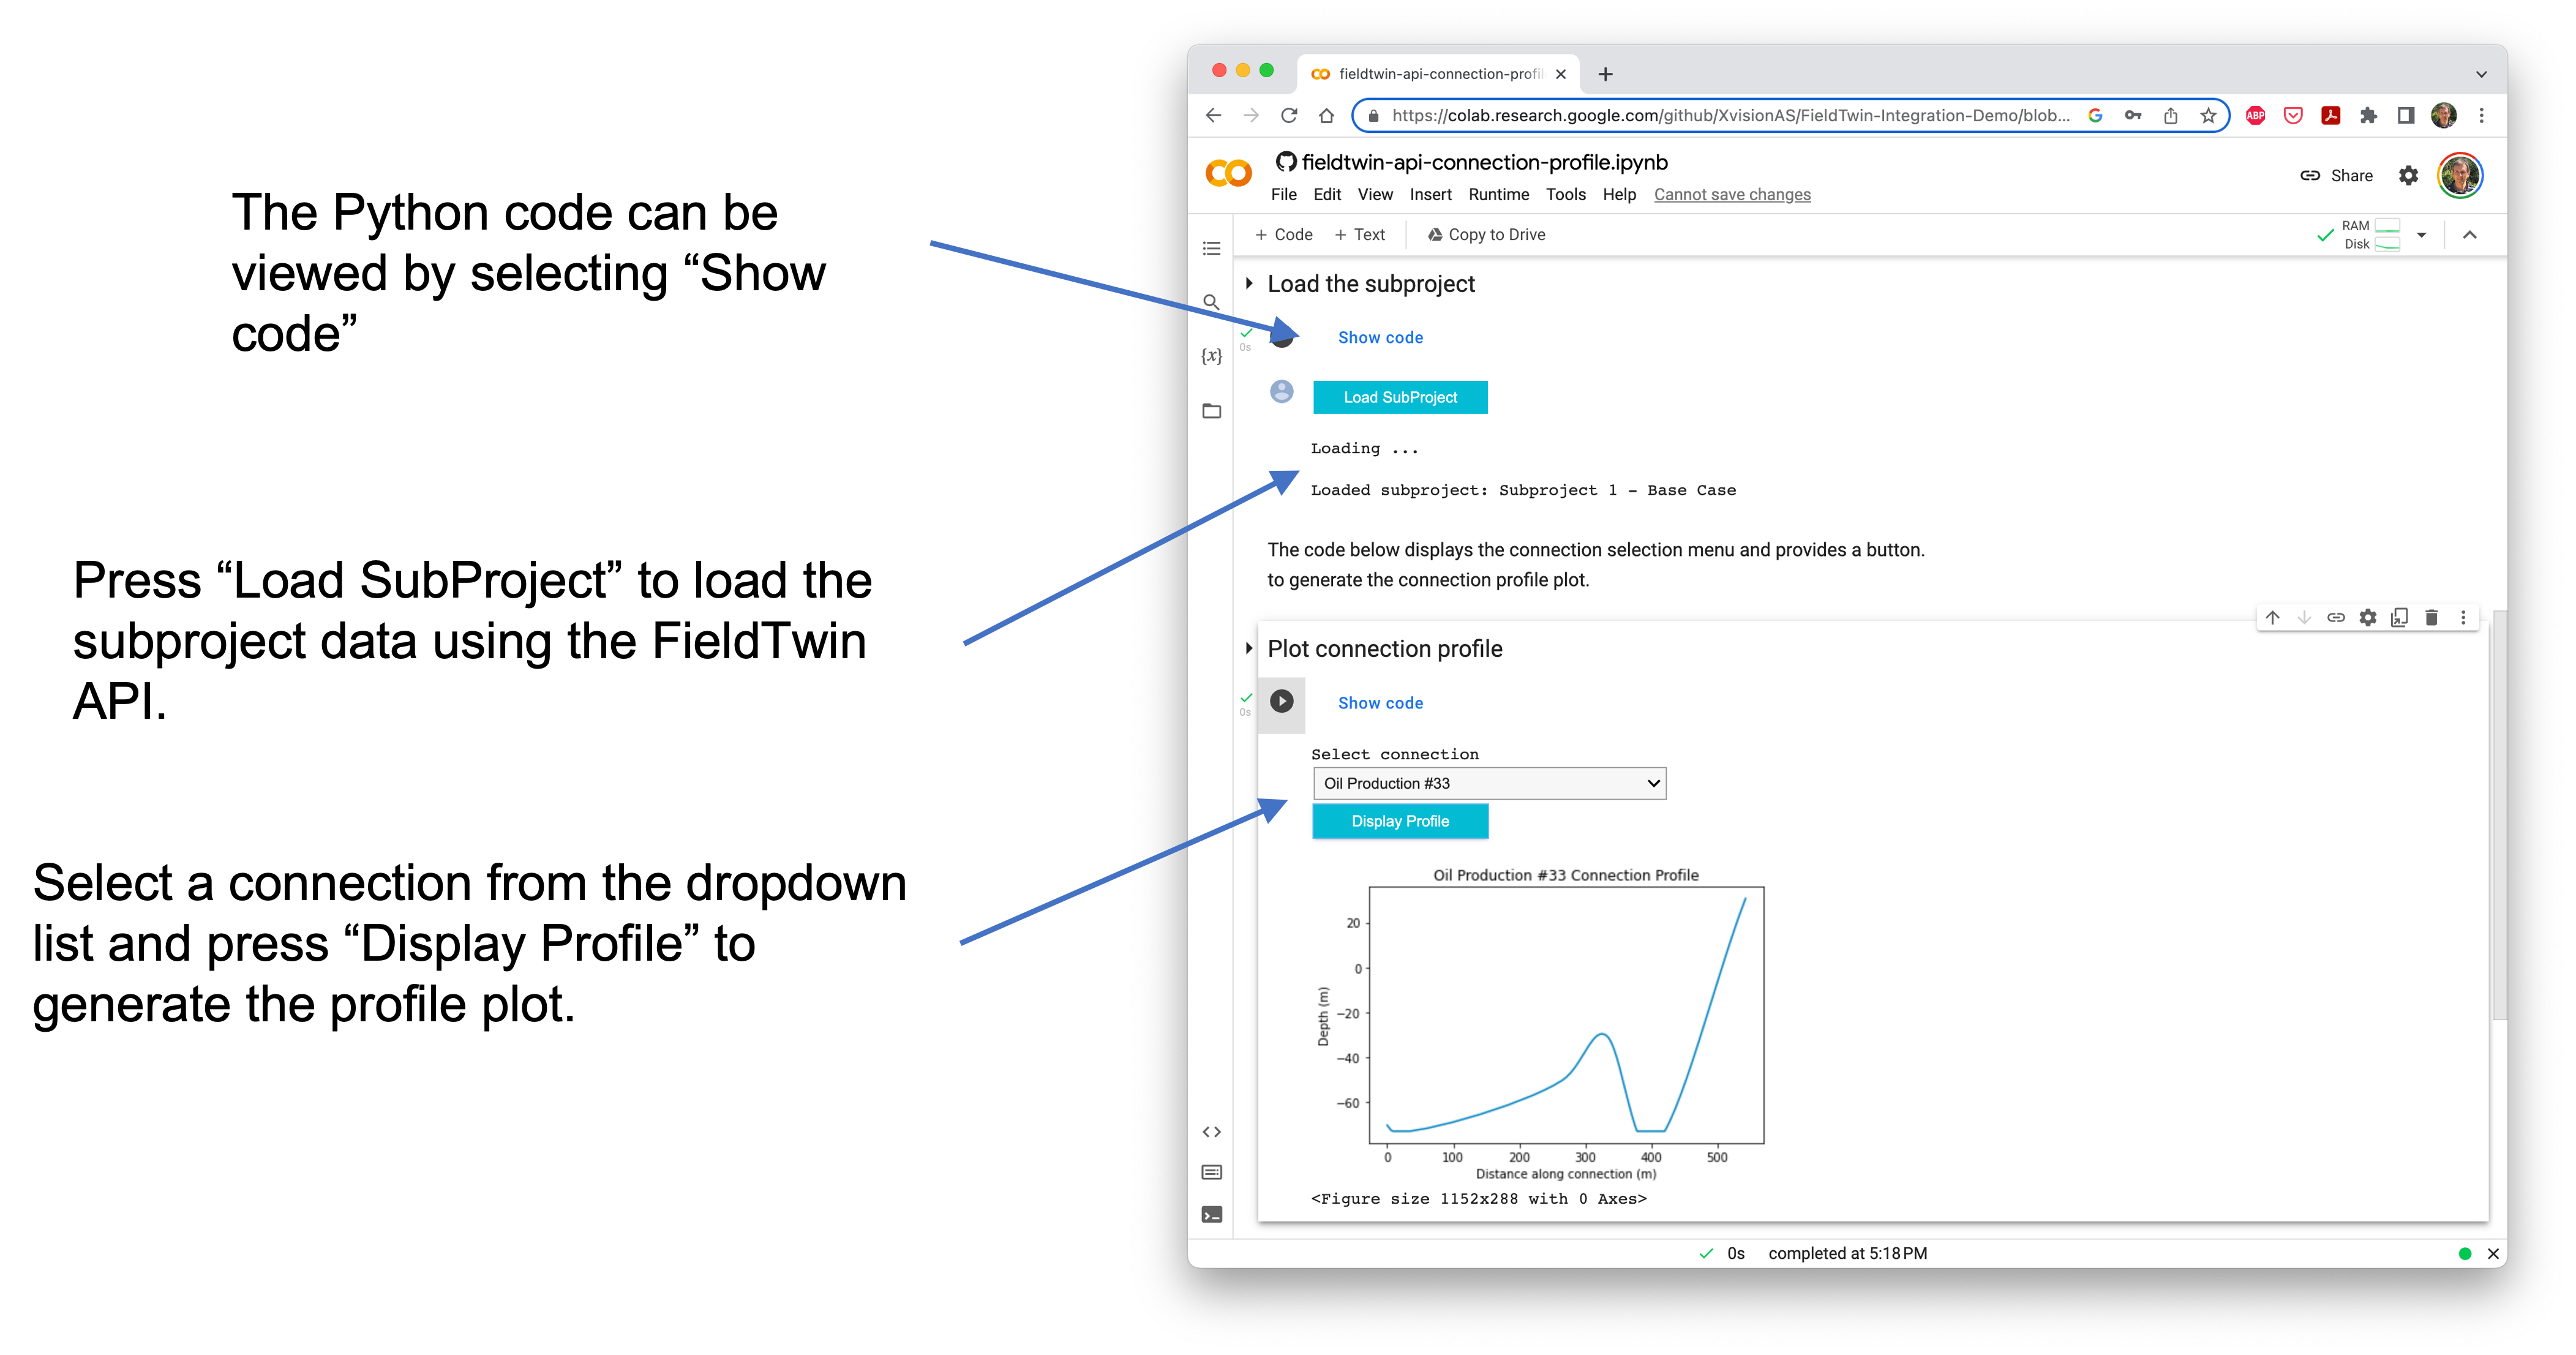 The Python code can be
viewed by selecting “Show
code”
Press “Load SubProject” to load the
subproject data using the FieldTwin
API.
Select a connection from the dropdown
list and press “Display Profile” to
generate the profile plot.
fieldtwin-api-connection-profil
https://colab.research.google.com/github/XvisionAS/FieldTwin-Integration-Demo/blob...
ABP
fieldtwin-api-connection-profile.ipynb
File Edit View Insert Runtime Tools Help Cannot save changes
Share
+ Code + Text Copy to Drive
RAM
Disk
Load the subproject
0s
Show code
{x}
Load SubProject
Loading ...
Loaded subproject: Subproject 1 - Base Case
The code below displays the connection selection menu and provides a button.
to generate the connection profile plot.
Plot connection profile
0s
Show code
Select connection
Oil Production #33
Display Profile
Oil Production #33 Connection Profile
20
0
−20
−40
−60
Depth (m)
0 100 200 300 400 500
Distance along connection (m)
<Figure size 1152x288 with 0 Axes>
0s completed at 5:18 PM